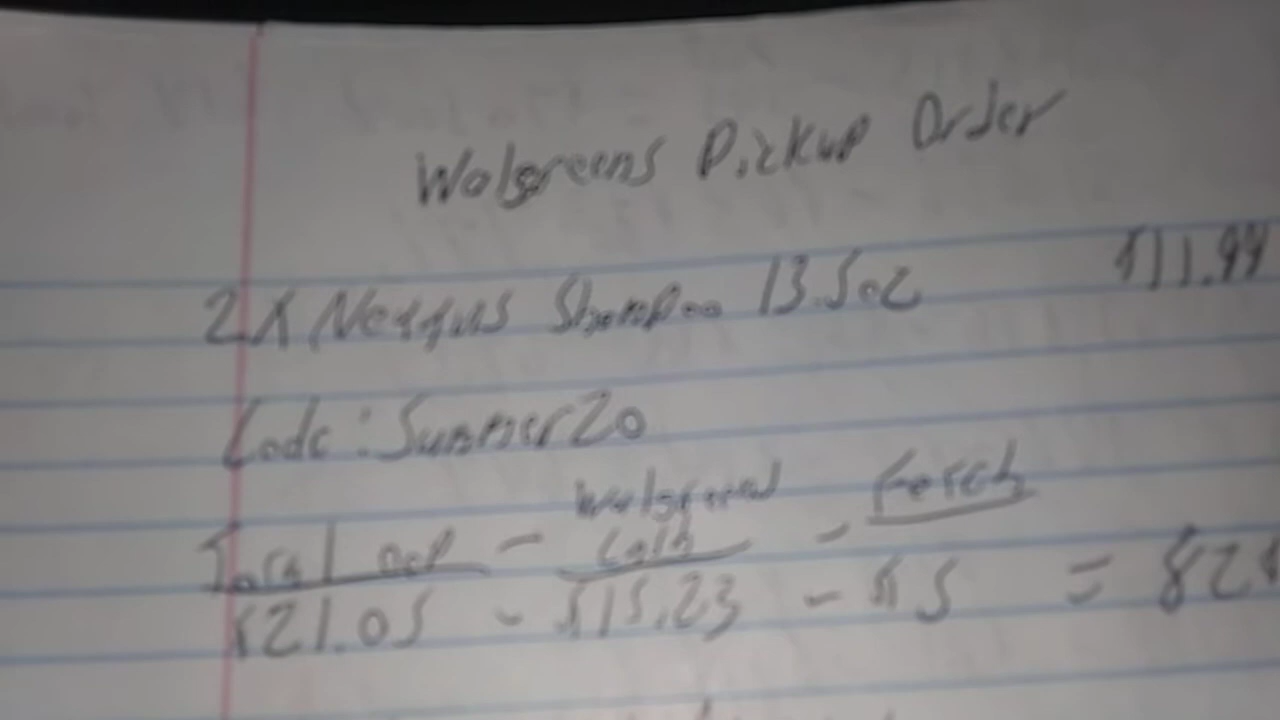 Walgreens Pickup Order
2X Nexxus Shampoo 13.5oz $11.99
Code: Summer20
Walgreens Fetch
Total oop - Cash -
$21.05 - $15.23 - $5 = 82¢